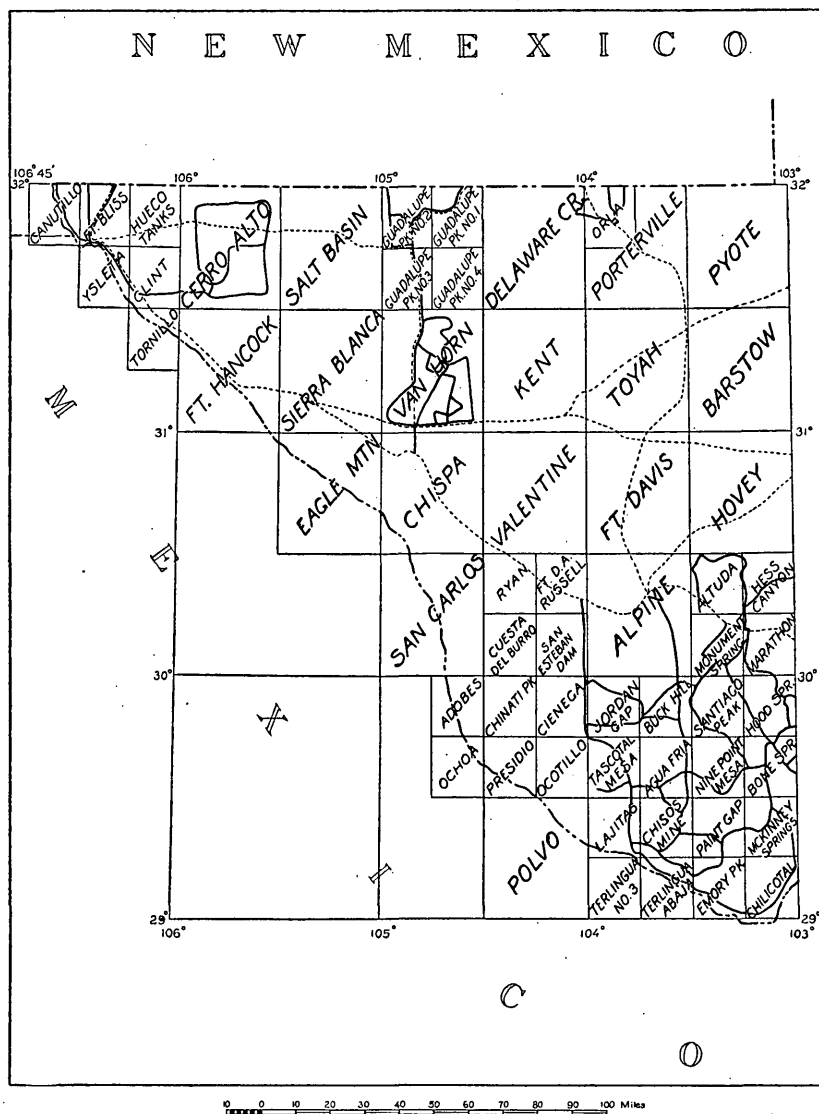 NEW MEXICO
106°45'
106°
105°
104°
103°
32°
32°
CANUTILLO
FT. BLISS
HUECO
TANKS
CERRO ALTO
SALT BASIN
GUADALUPE
PK. NO. 2
GUADALUPE
PK. NO. 1
DELAWARE CR.
ORLA
PORTERVILLE
PYOTE
YSLETA
CLINT
GUADALUPE
PK. NO. 3
GUADALUPE
PK. NO. 4
TORNILLO
FT. HANCOCK
SIERRA BLANCA
VAN HORN
KENT
TOYAH
BARSTOW
31°
31°
EAGLE MTN
CHISPA
VALENTINE
FT. DAVIS
HOVEY
SAN CARLOS
RYAN
FT. D.A.
RUSSELL
ALPINE
ALTUDA
HESS
CANYON
CUESTA
DEL BURRO
SAN
ESTEBAN
DAM
MONUMENT
SPRING
MARATHON
30°
30°
ADOBES
CHINATI PK
CIENEGA
JORDAN
GAP
BUCK HILL
SANTIAGO
PEAK
HOOD SPR.
OCHOA
PRESIDIO
OCOTILLO
TASCOTAL
MESA
AGUA FRIA
NINE POINT
MESA
BONE SPR.
POLVO
LAJITAS
CHISOS
MINE
PAINT GAP
MCKINNEY
SPRINGS
TERLINGUA
NO. 3
TERLINGUA
ABAJA
EMORY PK
CHILICOTAL
29°
29°
106°
105°
104°
103°
MEXICO
10 0 10 20 30 40 50 60 70 80 90 100 Miles